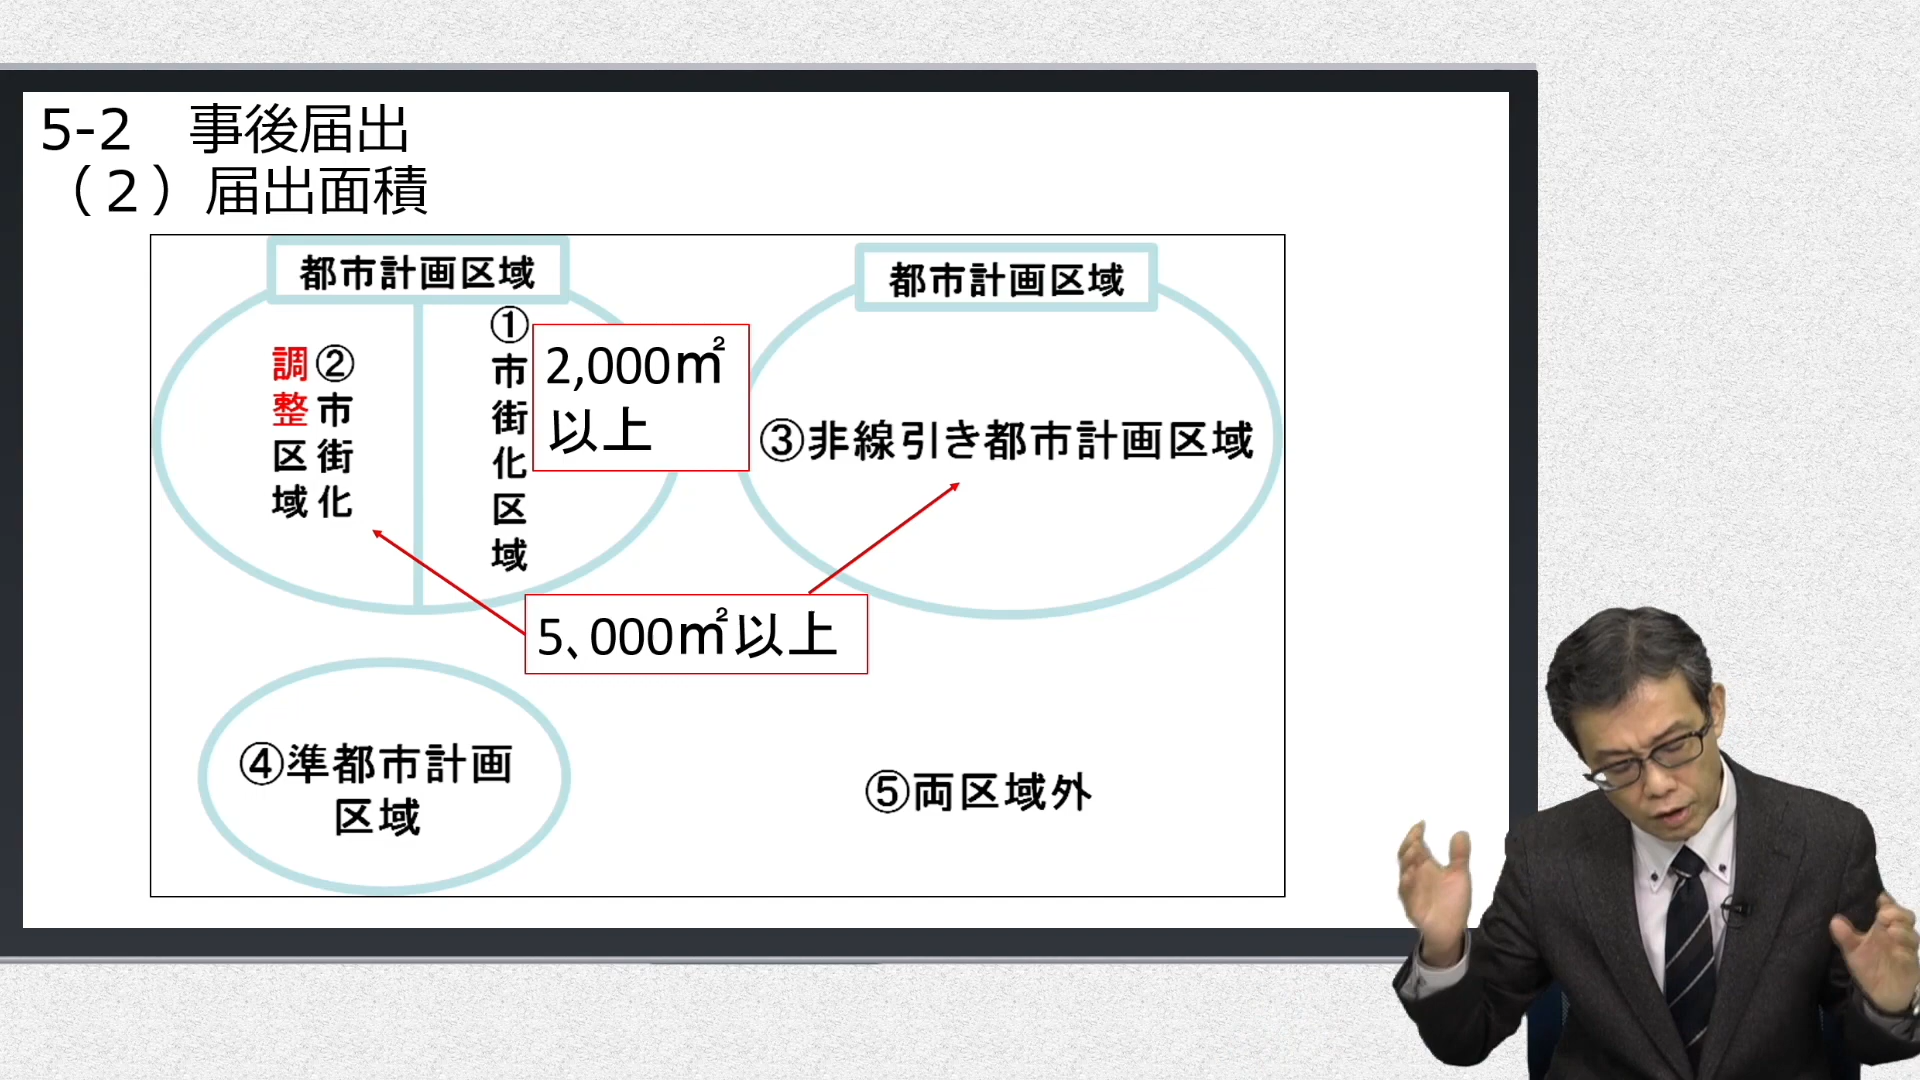 5-2　事後届出
（２）届出面積
都市計画区域
都市計画区域
①市街化区域
2,000㎡
以上
②市街化
調整区域
③非線引き都市計画区域
5、000㎡以上
④準都市計画
区域
⑤両区域外